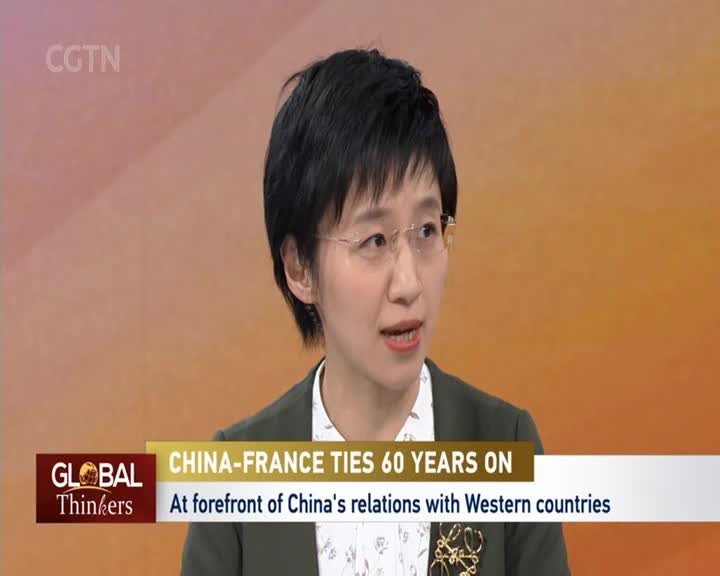 CGTN
CHINA-FRANCE TIES 60 YEARS ON
GLOBAL
Thinkers
At forefront of China's relations with Western countries